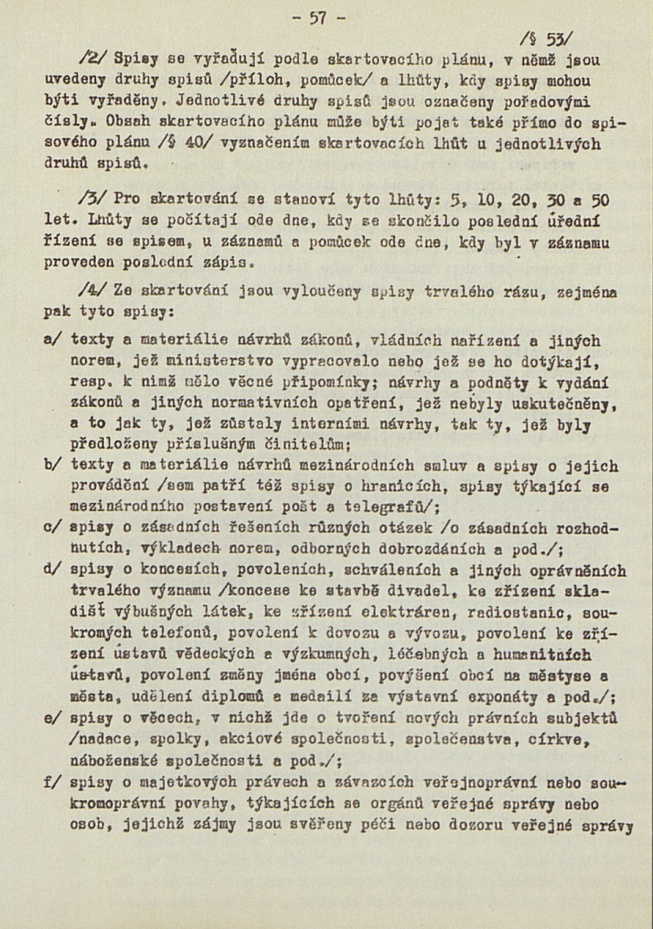 - 57 -
/§ 53/
/2/ Spisy se vyřaďují podle skartovacího plánu, v němž jsou
uvedeny druhy spisů /příloh, pomůcek/ a lhůty, kdy spisy mohou
býti vyřaděny. Jednotlivé druhy spisů jsou označeny pořadovými
čísly. Obsah skartovacího plánu může býti pojat také přímo do spi-
sového plánu /§ 40/ vyznačením skartovacích lhůt u jednotlivých
druhů spisů.
/3/ Pro skartování se stanoví tyto lhůty: 5, 10, 20, 30 a 50
let. Lhůty se počítají ode dne, kdy se skončilo poslední úřední
řízení se spisem, u záznamů a pomůcek ode dne, kdy byl v záznamu
proveden poslední zápis.
/4/ Ze skartování jsou vyloučeny spisy trvalého rázu, zejména
pak tyto spisy:
a/ texty a materiálie návrhů zákonů, vládních nařízení a jiných
norem, jež ministerstvo vypracovalo nebo jež se ho dotýkají,
resp. k nimž mělo věcné připomínky; návrhy a podněty k vydání
zákonů a jiných normativních opatření, jež nebyly uskutečněny,
a to jak ty, jež zůstaly interními návrhy, tak ty, jež byly
předloženy příslušným činitelům;
b/ texty a materiálie návrhů mezinárodních smluv a spisy o jejich
provádění /sem patří též spisy o hranicích, spisy týkající se
mezinárodního postavení pošt a telegrafů/;
c/ spisy o zásadních řešeních různých otázek /o zásadních rozhod-
nutích, výkladech norem, odborných dobrozdáních a pod./;
d/ spisy o koncesích, povoleních, schváleních a jiných oprávněních
trvalého významu /koncese ke stavbě divadel, ke zřízení skla-
dišť výbušných látek, ke zřízení elektráren, radiostanic, sou-
kromých telefonů, povolení k dovozu a vývozu, povolení ke zří-
zení ústavů vědeckých a výzkumných, léčebných a humanitních
ústavů, povolení změny jména obcí, povýšení obcí na městyse a
města, udělení diplomů a medailí za výstavní exponáty a pod./;
e/ spisy o věcech, v nichž jde o tvoření nových právních subjektů
/nadace, spolky, akciové společnosti, společenstva, církve,
náboženské společnosti a pod./;
f/ spisy o majetkových právech a závazcích veřejnoprávní nebo sou-
kromoprávní povahy, týkajících se orgánů veřejné správy nebo
osob, jejichž zájmy jsou svěřeny péči nebo dozoru veřejné správy